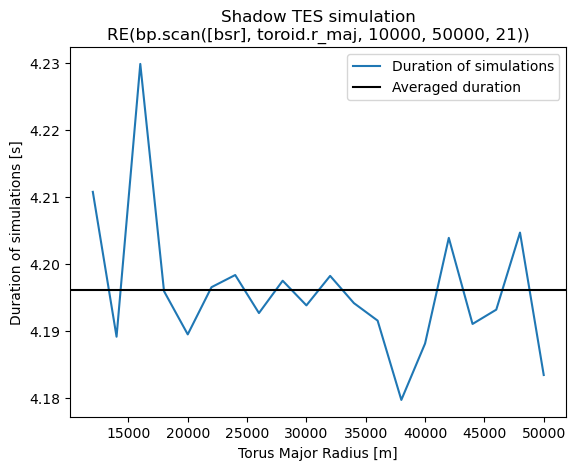 Shadow TES simulation
RE(bp.scan([bsr], toroid.r_maj, 10000, 50000, 21))
Duration of simulations
Averaged duration
Duration of simulations [s]
4.23
4.22
4.21
4.20
4.19
4.18
15000 20000 25000 30000 35000 40000 45000 50000
Torus Major Radius [m]